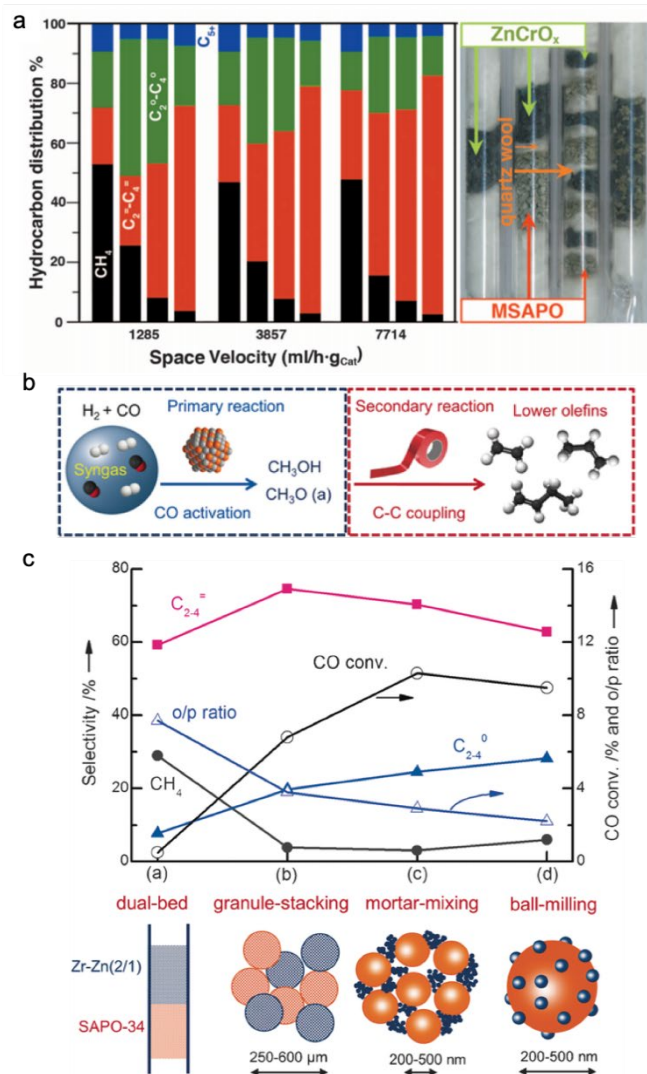 a
100
80
60
40
20
0
Hydrocarbon distribution %
C₅₊
C₂°-C₄°
C₂⁼-C₄⁼
CH₄
1285 3857 7714
Space Velocity (ml/h·gCat)
ZnCrOₓ
quartz wool
MSAPO
b
H₂ + CO
Syngas
Primary reaction
CO activation
CH₃OH
CH₃O (a)
Secondary reaction
C-C coupling
Lower olefins
c
80
60
40
20
0
Selectivity /%
16
12
8
4
0
CO conv. /% and o/p ratio
C₂₋₄⁼
CO conv.
o/p ratio
C₂₋₄⁰
CH₄
(a) (b) (c) (d)
dual-bed granule-stacking mortar-mixing ball-milling
Zr-Zn(2/1)
SAPO-34
250-600 μm 200-500 nm 200-500 nm